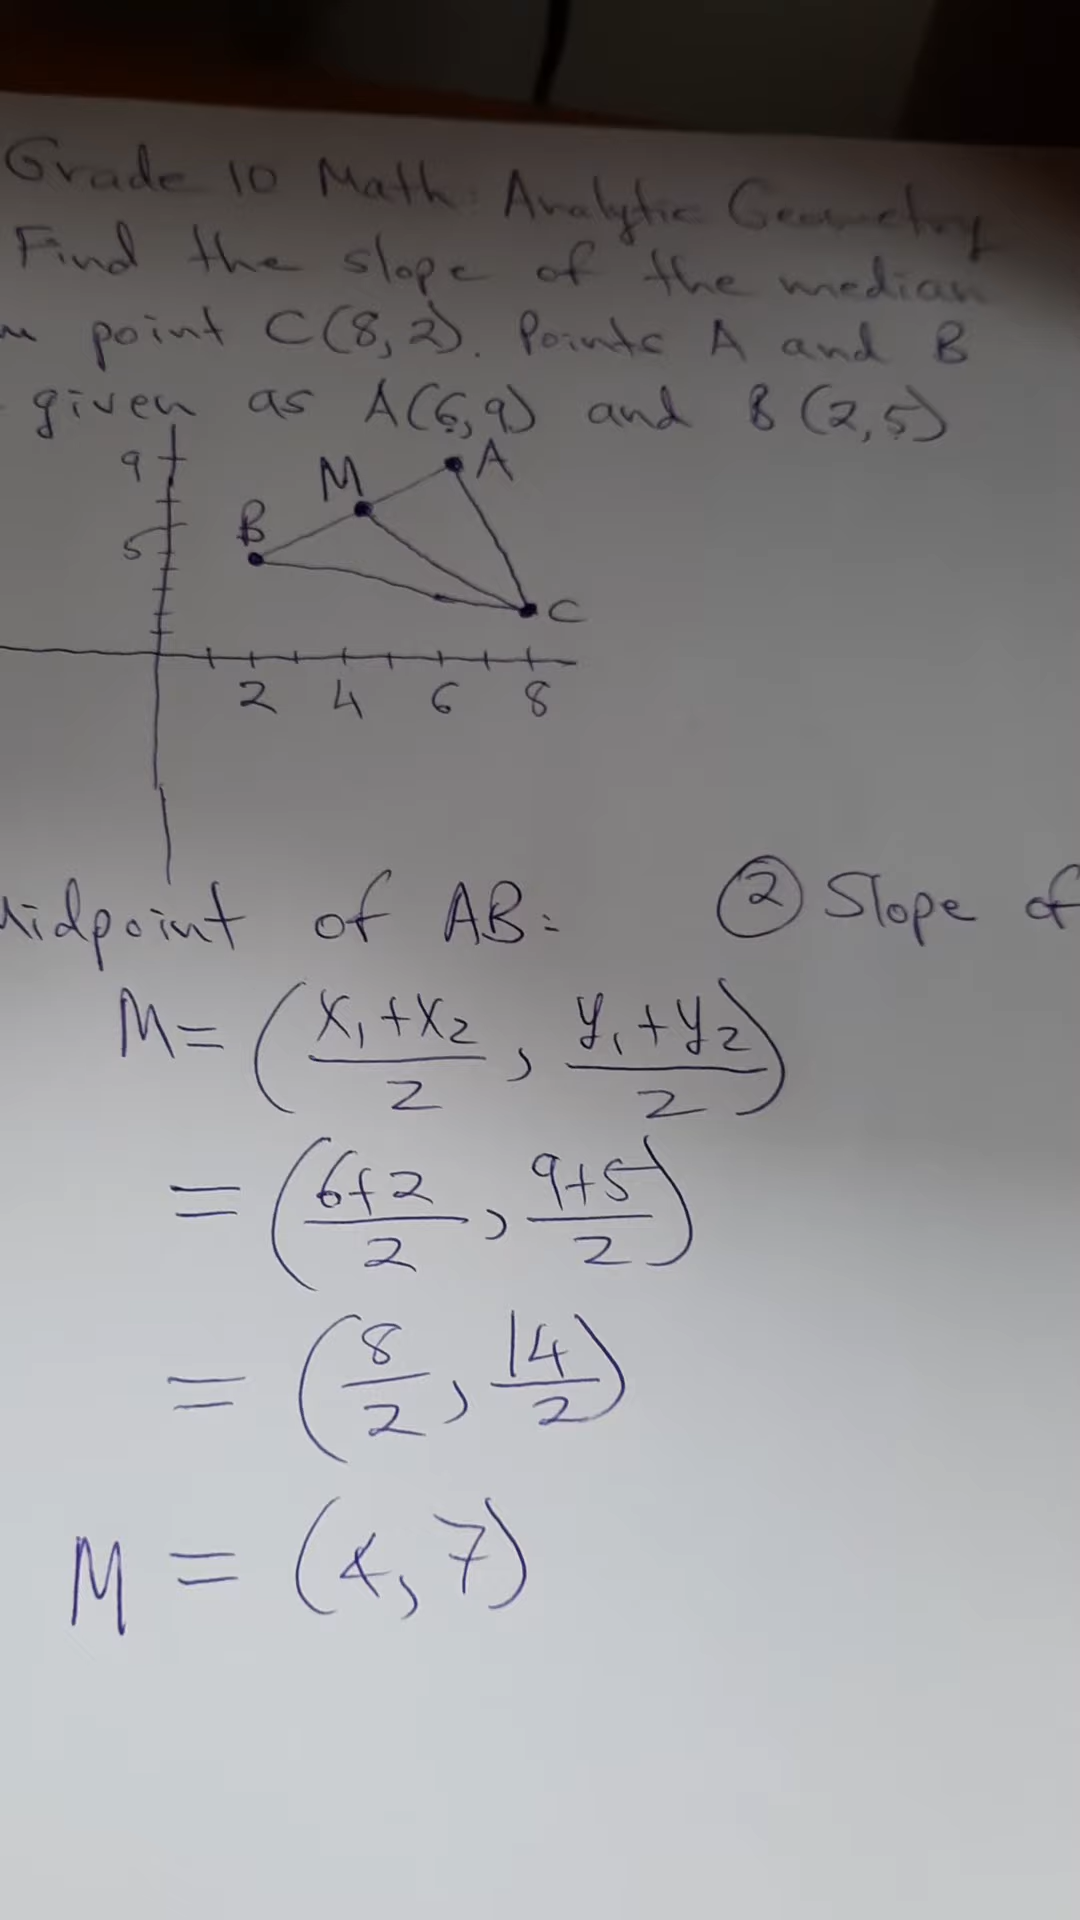 Grade 10 Math: Analytic Geometry
Find the slope of the median
point C(8,2). Points A and B
given as A(6,9) and B(2,5)
9
M
A
B
5
C
2 4 6 8
Midpoint of AB:
② Slope of
M = (x₁+x₂/2, y₁+y₂/2)
= (6+2/2, 9+5/2)
= (8/2, 14/2)
M = (4,7)